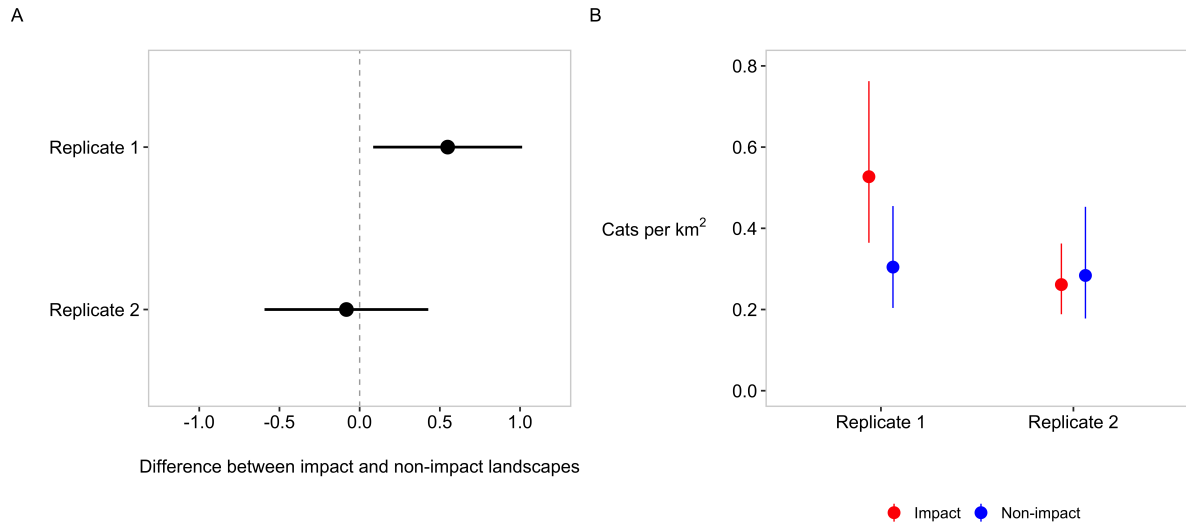 A
Replicate 1
Replicate 2
-1.0 -0.5 0.0 0.5 1.0
Difference between impact and non-impact landscapes
B
0.8
0.6
Cats per km²
0.4
0.2
0.0
Replicate 1 Replicate 2
Impact Non-impact